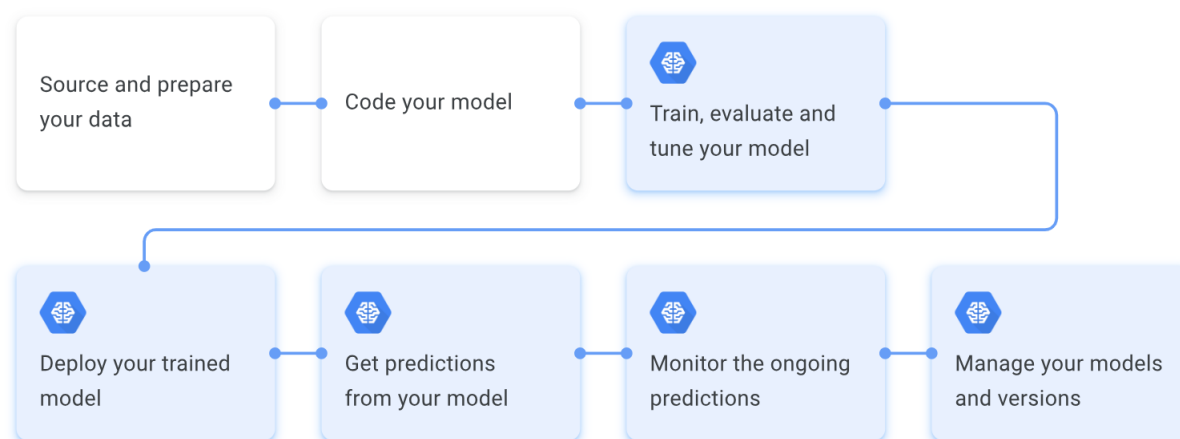 Source and prepare
your data
Code your model
Train, evaluate and
tune your model
Deploy your trained
model
Get predictions
from your model
Monitor the ongoing
predictions
Manage your models
and versions